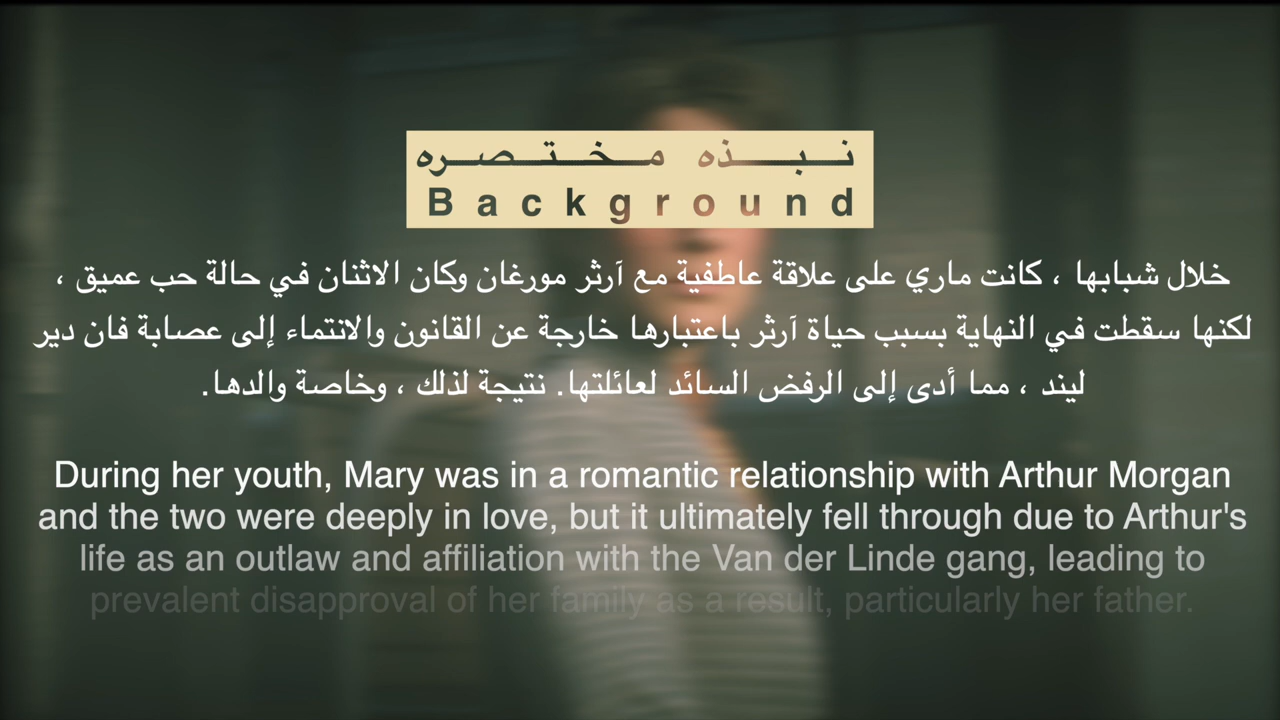 نبذه مختصره
Background
خلال شبابها ، كانت ماري على علاقة عاطفية مع آرثر مورغان وكان الاثنان في حالة حب عميق ،
لكنها سقطت في النهاية بسبب حياة آرثر باعتبارها خارجة عن القانون والانتماء إلى عصابة فان دير
ليند ، مما أدى إلى الرفض السائد لعائلتها. نتيجة لذلك ، وخاصة والدها.
During her youth, Mary was in a romantic relationship with Arthur Morgan
and the two were deeply in love, but it ultimately fell through due to Arthur's
life as an outlaw and affiliation with the Van der Linde gang, leading to
prevalent disapproval of her family as a result, particularly her father.